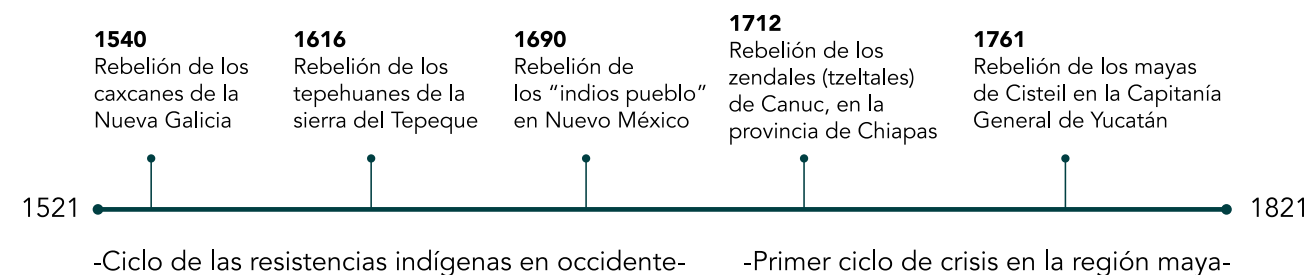 1540
Rebelión de los
caxcanes de la
Nueva Galicia
1616
Rebelión de los
tepehuanes de la
sierra del Tepeque
1690
Rebelión de
los “indios pueblo”
en Nuevo México
1712
Rebelión de los
zendales (tzeltales)
de Canuc, en la
provincia de Chiapas
1761
Rebelión de los mayas
de Cisteil en la Capitanía
General de Yucatán
1521
1821
-Ciclo de las resistencias indígenas en occidente-
-Primer ciclo de crisis en la región maya-